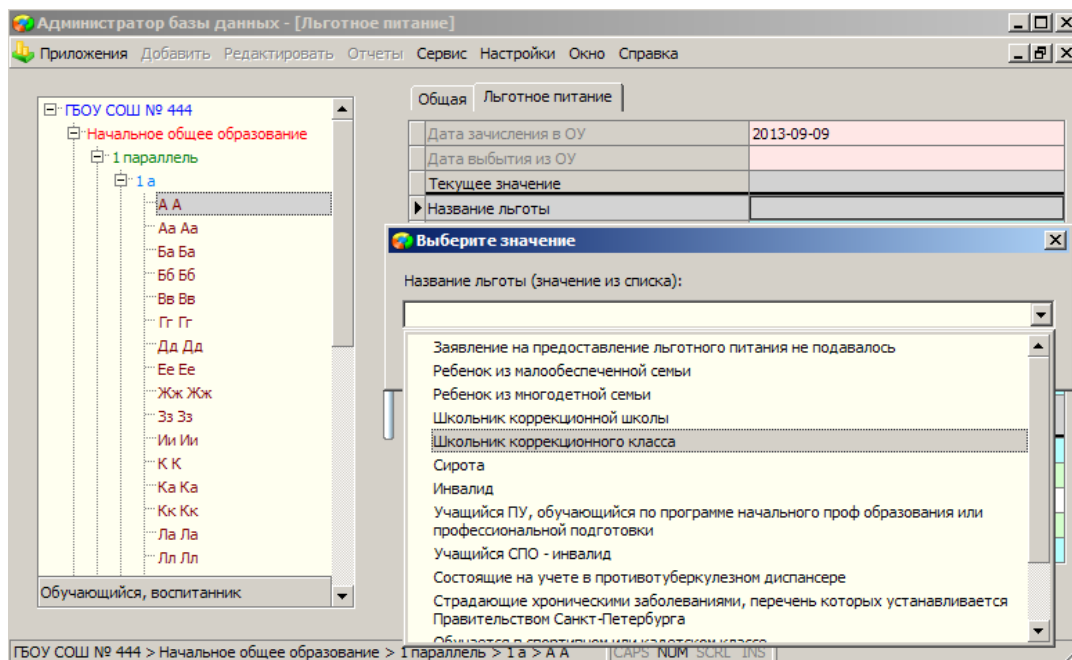 Администратор базы данных - [Льготное питание]
Приложения Добавить Редактировать Отчеты Сервис Настройки Окно Справка
ГБОУ СОШ № 444
Начальное общее образование
1 параллель
1 а
А А
Аа Аа
Ба Ба
Бб Бб
Вв Вв
Гг Гг
Дд Дд
Ее Ее
Жж Жж
Зз Зз
Ии Ии
К К
Ка Ка
Кк Кк
Ла Ла
Лл Лл
Обучающийся, воспитанник
Общая Льготное питание
Дата зачисления в ОУ 2013-09-09
Дата выбытия из ОУ
Текущее значение
Название льготы
Выберите значение
Название льготы (значение из списка):
Заявление на предоставление льготного питания не подавалось
Ребенок из малообеспеченной семьи
Ребенок из многодетной семьи
Школьник коррекционной школы
Школьник коррекционного класса
Сирота
Инвалид
Учащийся ПУ, обучающийся по программе начального проф образования или
профессиональной подготовки
Учащийся СПО - инвалид
Состоящие на учете в противотуберкулезном диспансере
Страдающие хроническими заболеваниями, перечень которых устанавливается
Правительством Санкт-Петербурга
Обучается в спортивном или кадетском классе
ГБОУ СОШ № 444 > Начальное общее образование > 1 параллель > 1 а > А А CAPS NUM SCRL INS